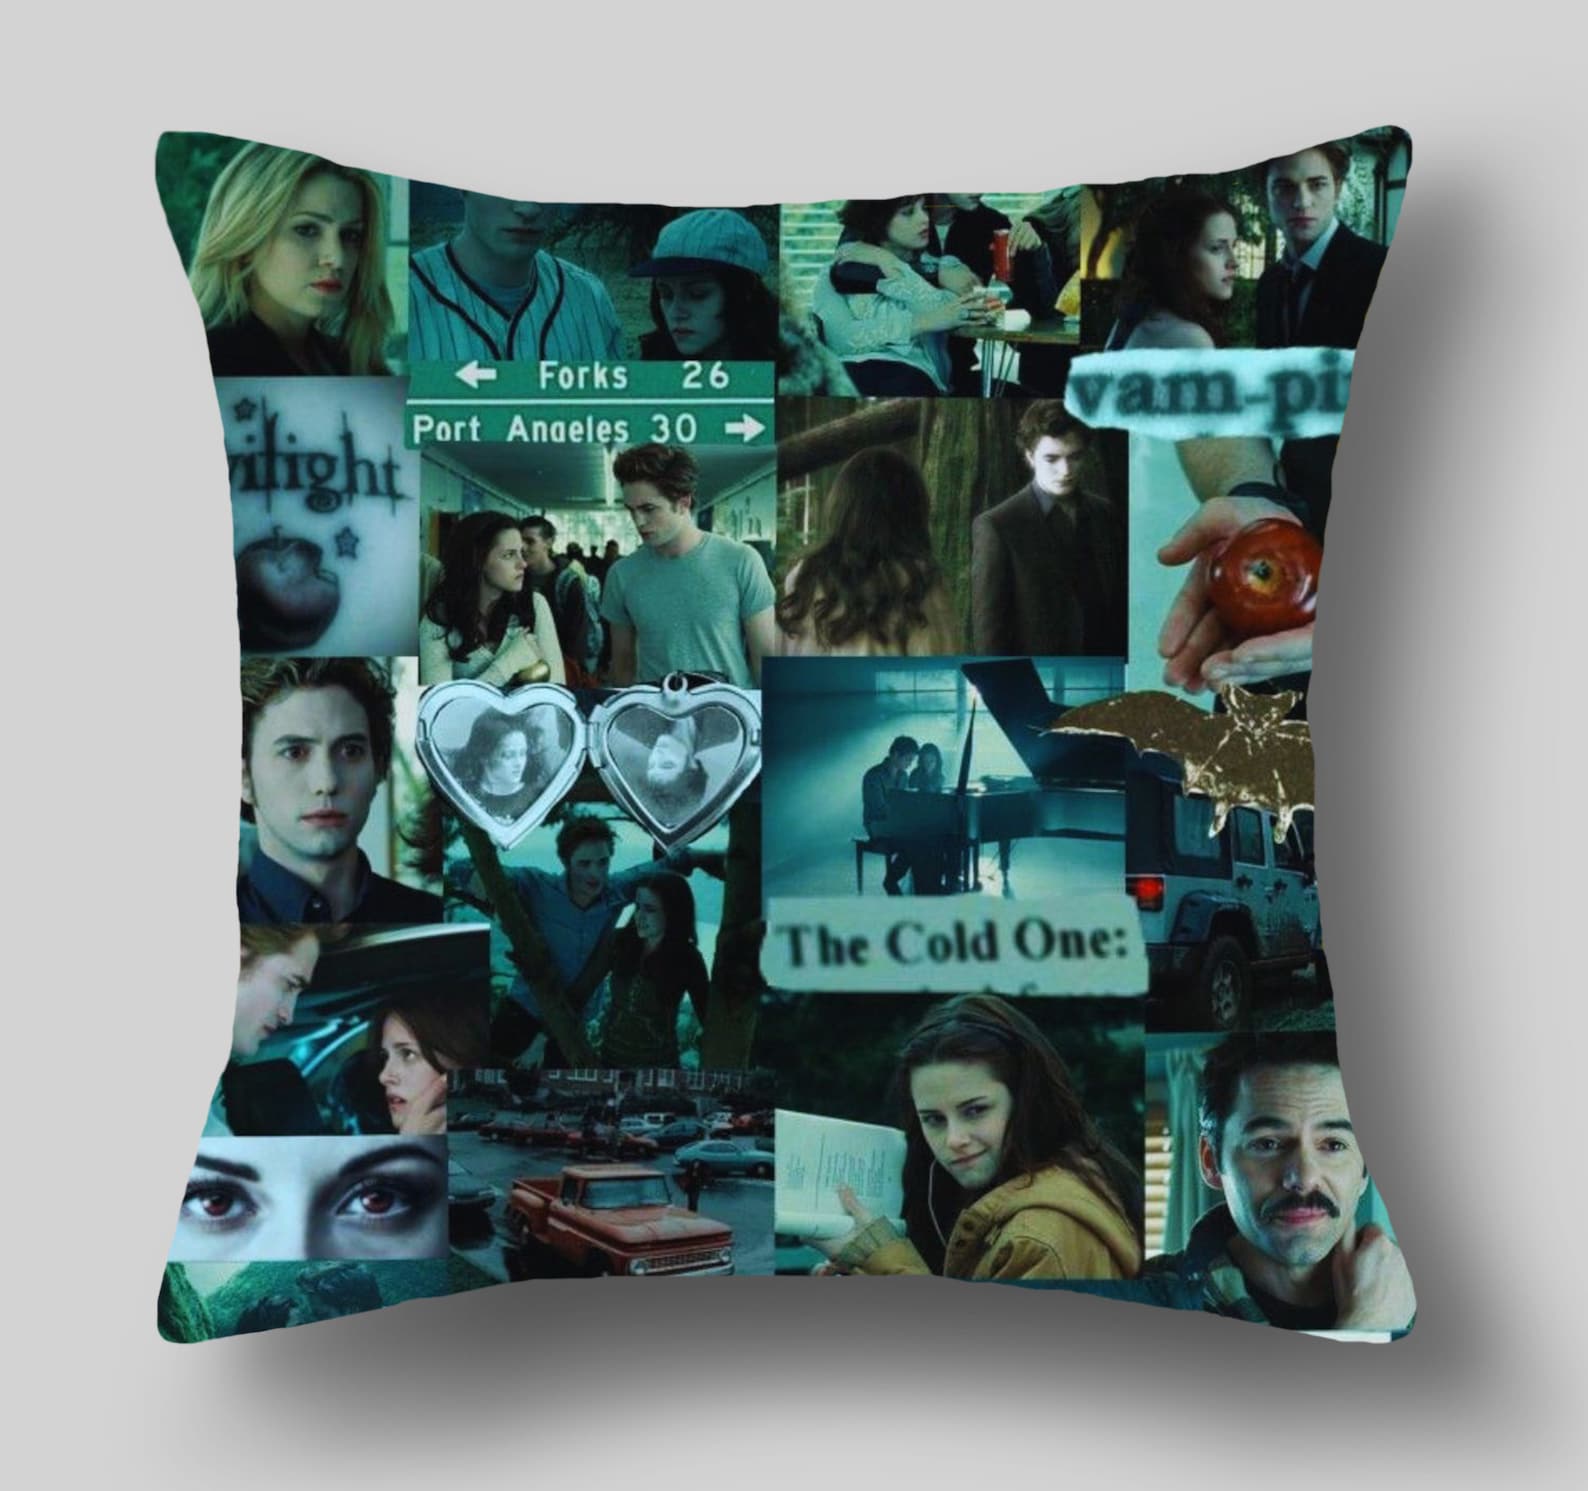 ← Forks 26
Port Angeles 30 →
vam-pi
wilight
The Cold One: